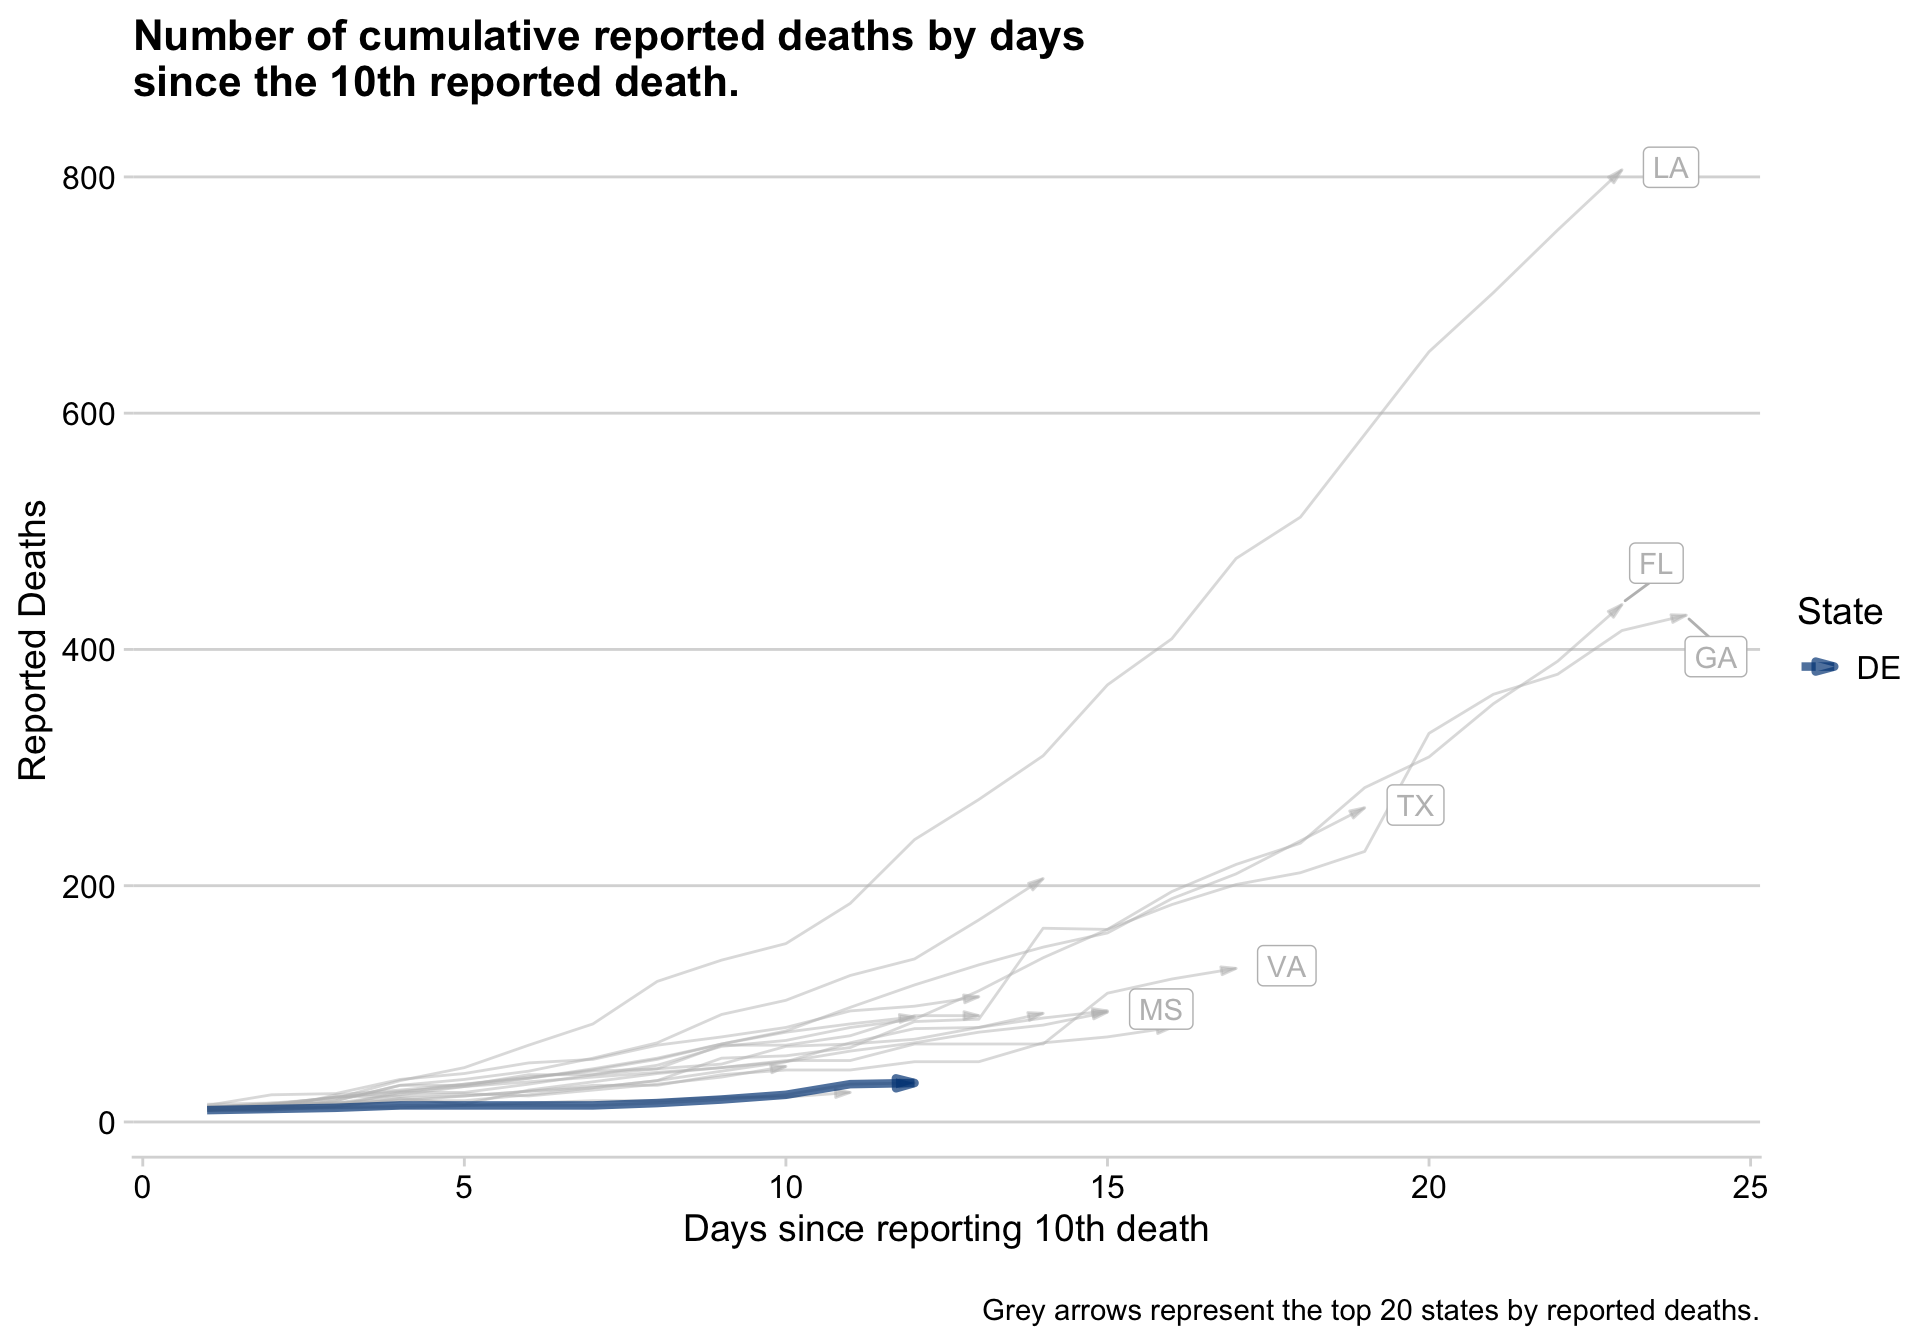 Number of cumulative reported deaths by days
since the 10th reported death.
800
600
400
200
0
Reported Deaths
LA
FL
GA
TX
VA
MS
State
DE
0 5 10 15 20 25
Days since reporting 10th death
Grey arrows represent the top 20 states by reported deaths.